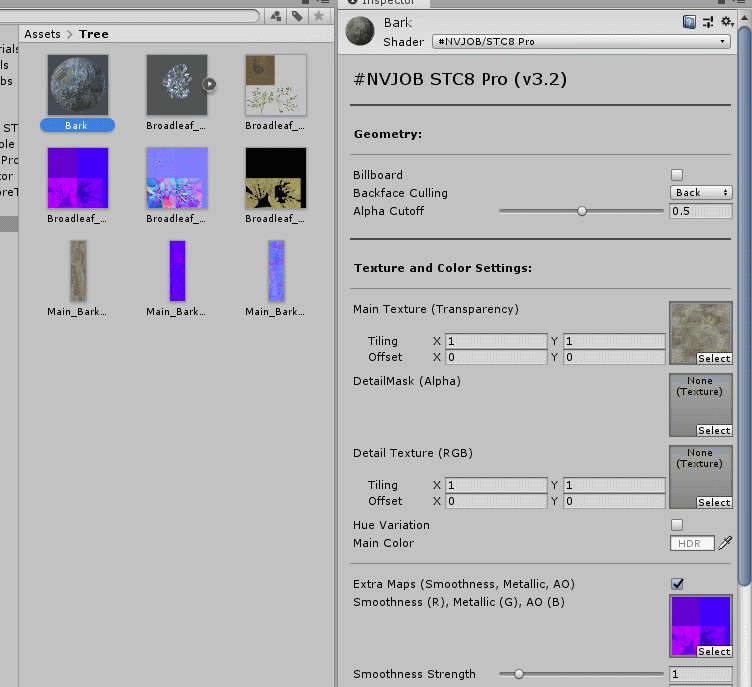 Inspector
Bark
Shader #NVJOB/STC8 Pro
Assets > Tree
rials
ls
bs
ST
ble
Pro
tor
oreT
Bark
Broadleaf_...
Broadleaf_...
Broadleaf_...
Broadleaf_...
Broadleaf_...
Main_Bark...
Main_Bark...
Main_Bark...
#NVJOB STC8 Pro (v3.2)
Geometry:
Billboard
Backface Culling Back
Alpha Cutoff 0.5
Texture and Color Settings:
Main Texture (Transparency)
Tiling X 1 Y 1
Offset X 0 Y 0
Select
DetailMask (Alpha)
None
(Texture)
Select
Detail Texture (RGB)
None
(Texture)
Tiling X 1 Y 1
Offset X 0 Y 0
Select
Hue Variation
Main Color HDR
Extra Maps (Smoothness, Metallic, AO)
Smoothness (R), Metallic (G), AO (B)
Select
Smoothness Strength 1